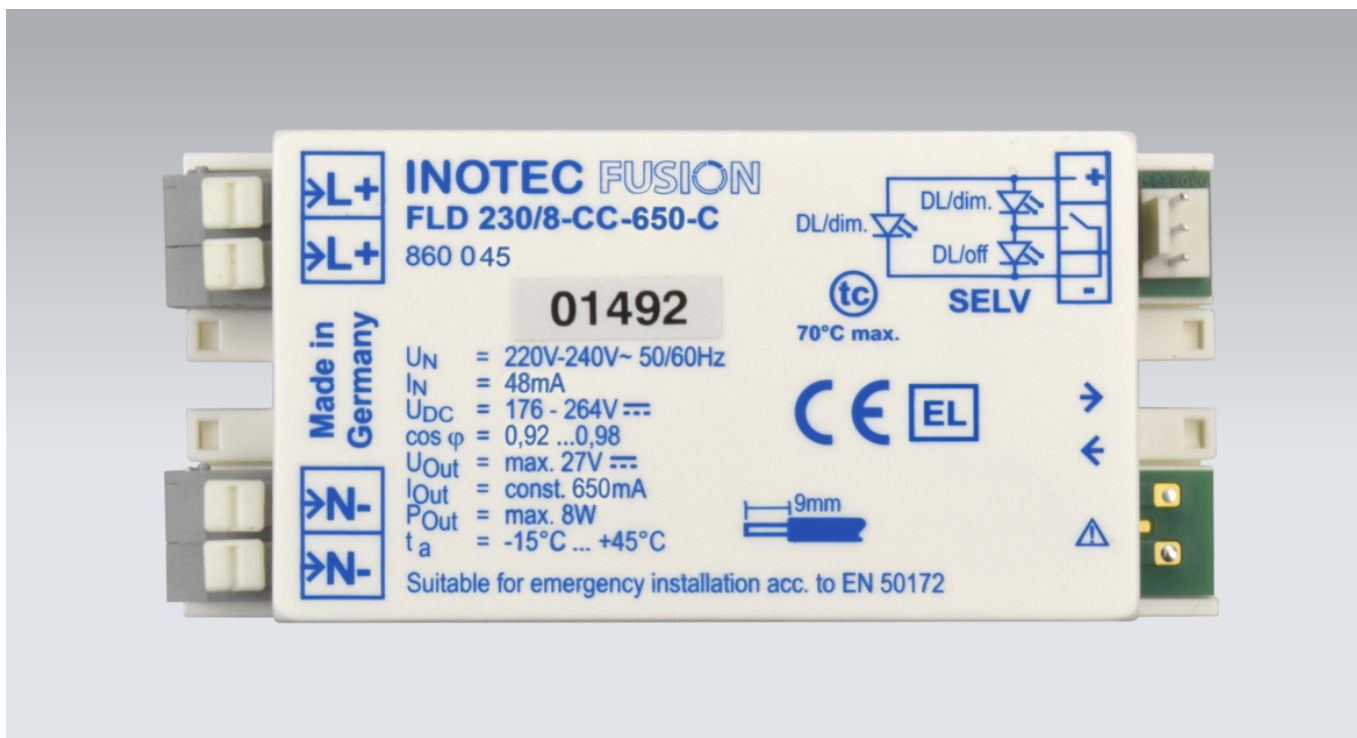 L+
L+
Made in
Germany
N-
N-
INOTEC FUSION
FLD 230/8-CC-650-C
860 045
01492
UN = 220V-240V~ 50/60Hz
IN = 48mA
UDC = 176 - 264V ⎓
cos φ = 0,92 ...0,98
UOut = max. 27V ⎓
IOut = const. 650mA
POut = max. 8W
ta = -15°C ... +45°C
Suitable for emergency installation acc. to EN 50172
DL/dim.
DL/dim.
DL/off
+
-
SELV
tc
70°C max.
CE EL
9mm